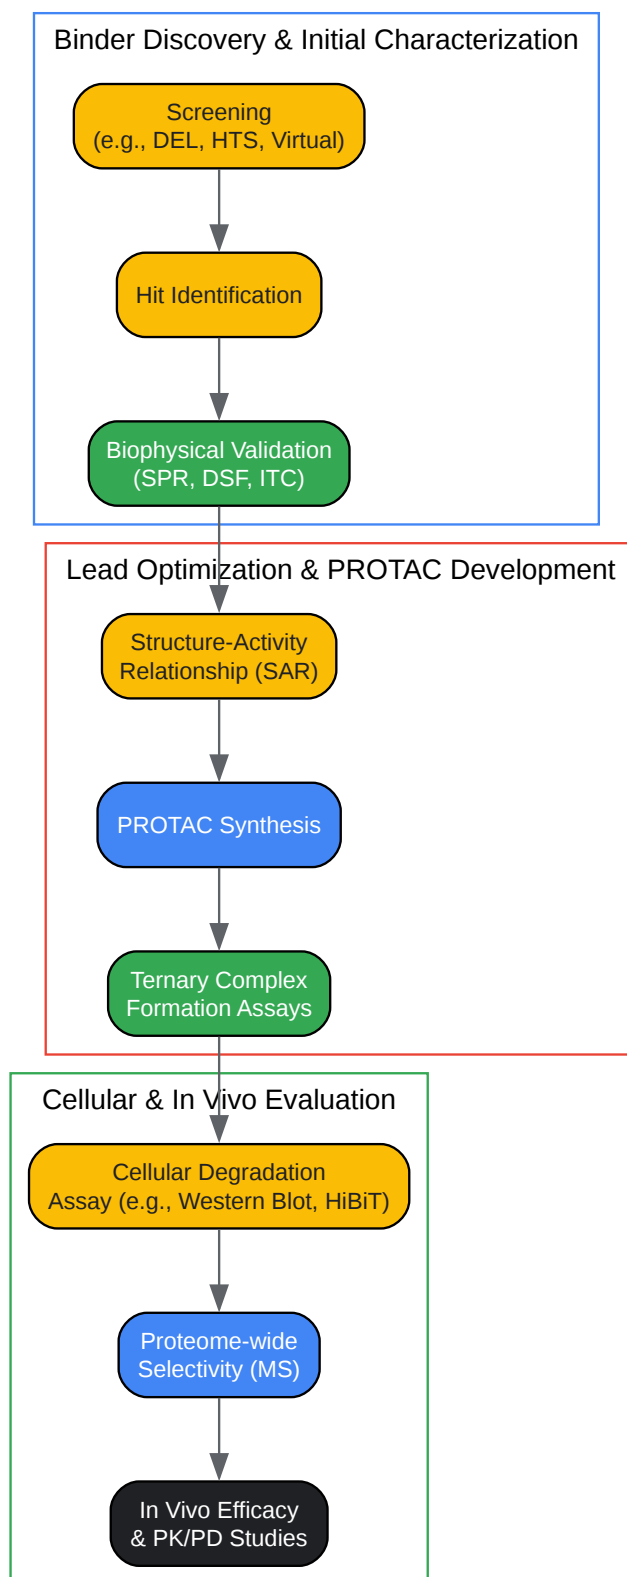 Binder Discovery & Initial Characterization
Screening
(e.g., DEL, HTS, Virtual)
Hit Identification
Biophysical Validation
(SPR, DSF, ITC)
Lead Optimization & PROTAC Development
Structure-Activity
Relationship (SAR)
PROTAC Synthesis
Ternary Complex
Formation Assays
Cellular & In Vivo Evaluation
Cellular Degradation
Assay (e.g., Western Blot, HiBiT)
Proteome-wide
Selectivity (MS)
In Vivo Efficacy
& PK/PD Studies